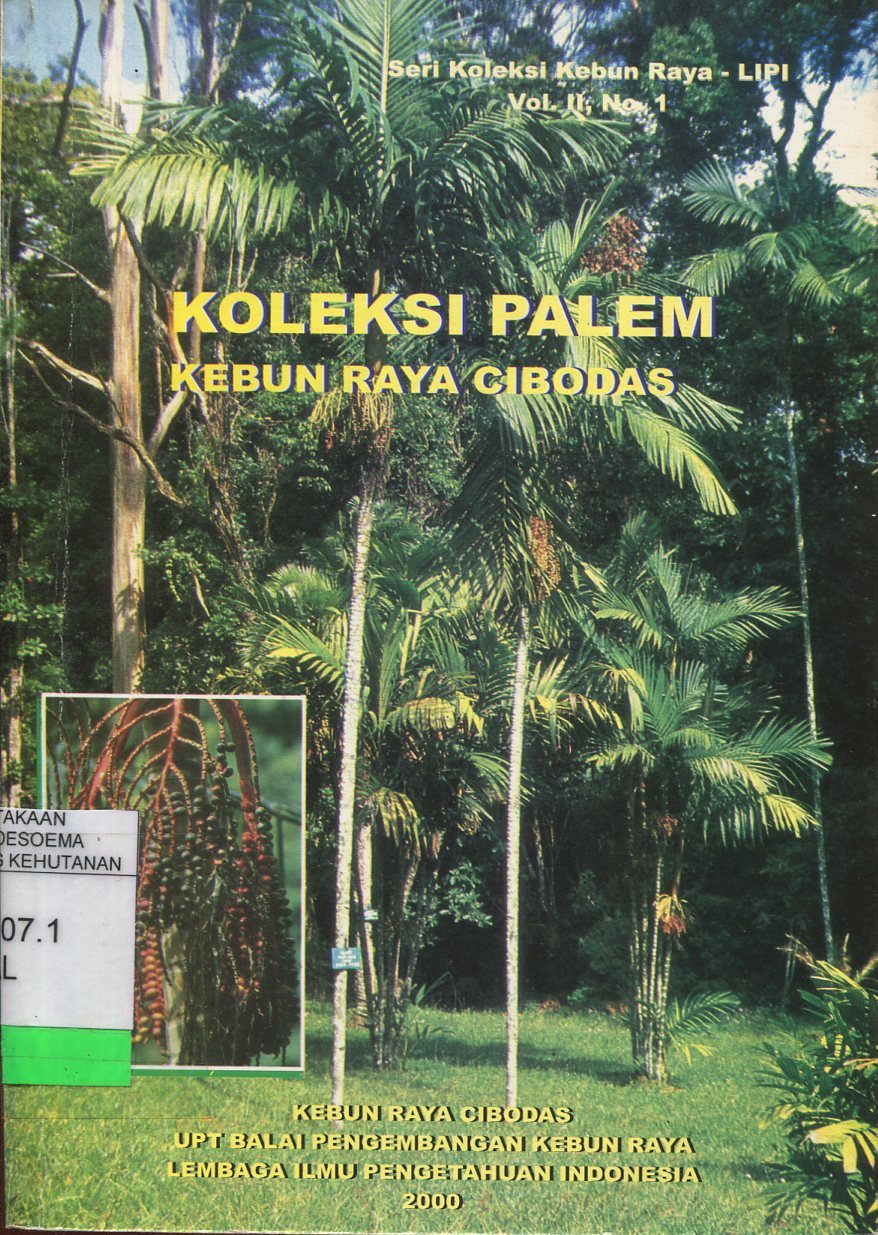 Seri Koleksi Kebun Raya - LIPI
Vol. II, No. 1
KOLEKSI PALEM
KEBUN RAYA CIBODAS
TAKAAN
DESOEMA
G KEHUTANAN
07.1
L
KEBUN RAYA CIBODAS
UPT BALAI PENGEMBANGAN KEBUN RAYA
LEMBAGA ILMU PENGETAHUAN INDONESIA
2000